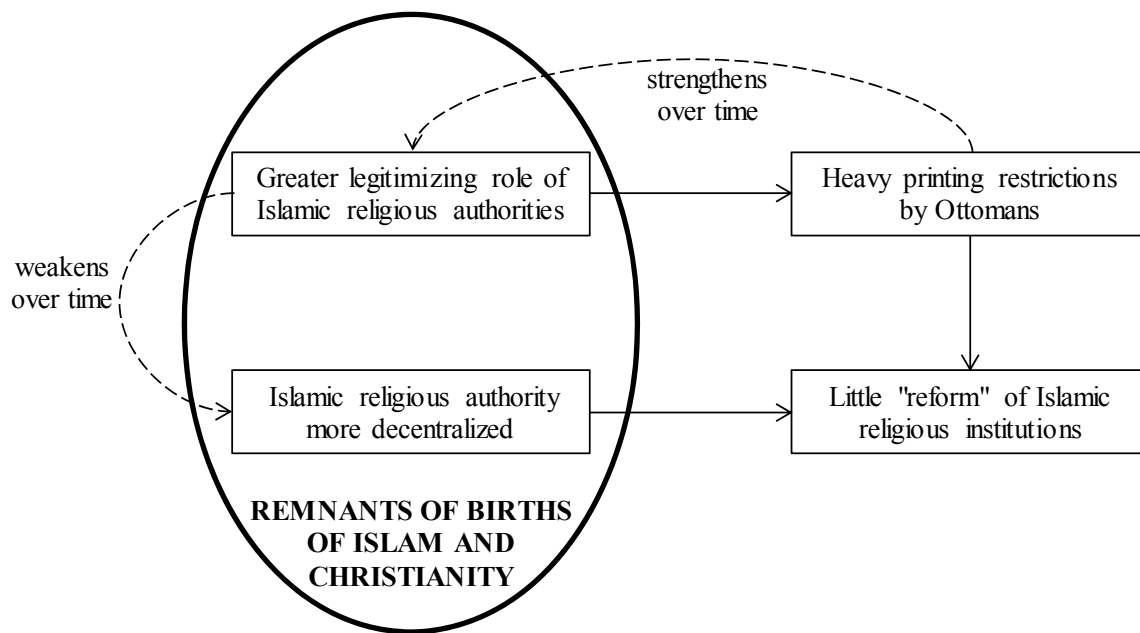 strengthens
over time
Greater legitimizing role of
Islamic religious authorities
Heavy printing restrictions
by Ottomans
weakens
over time
Islamic religious authority
more decentralized
Little "reform" of Islamic
religious institutions
REMNANTS OF BIRTHS
OF ISLAM AND
CHRISTIANITY